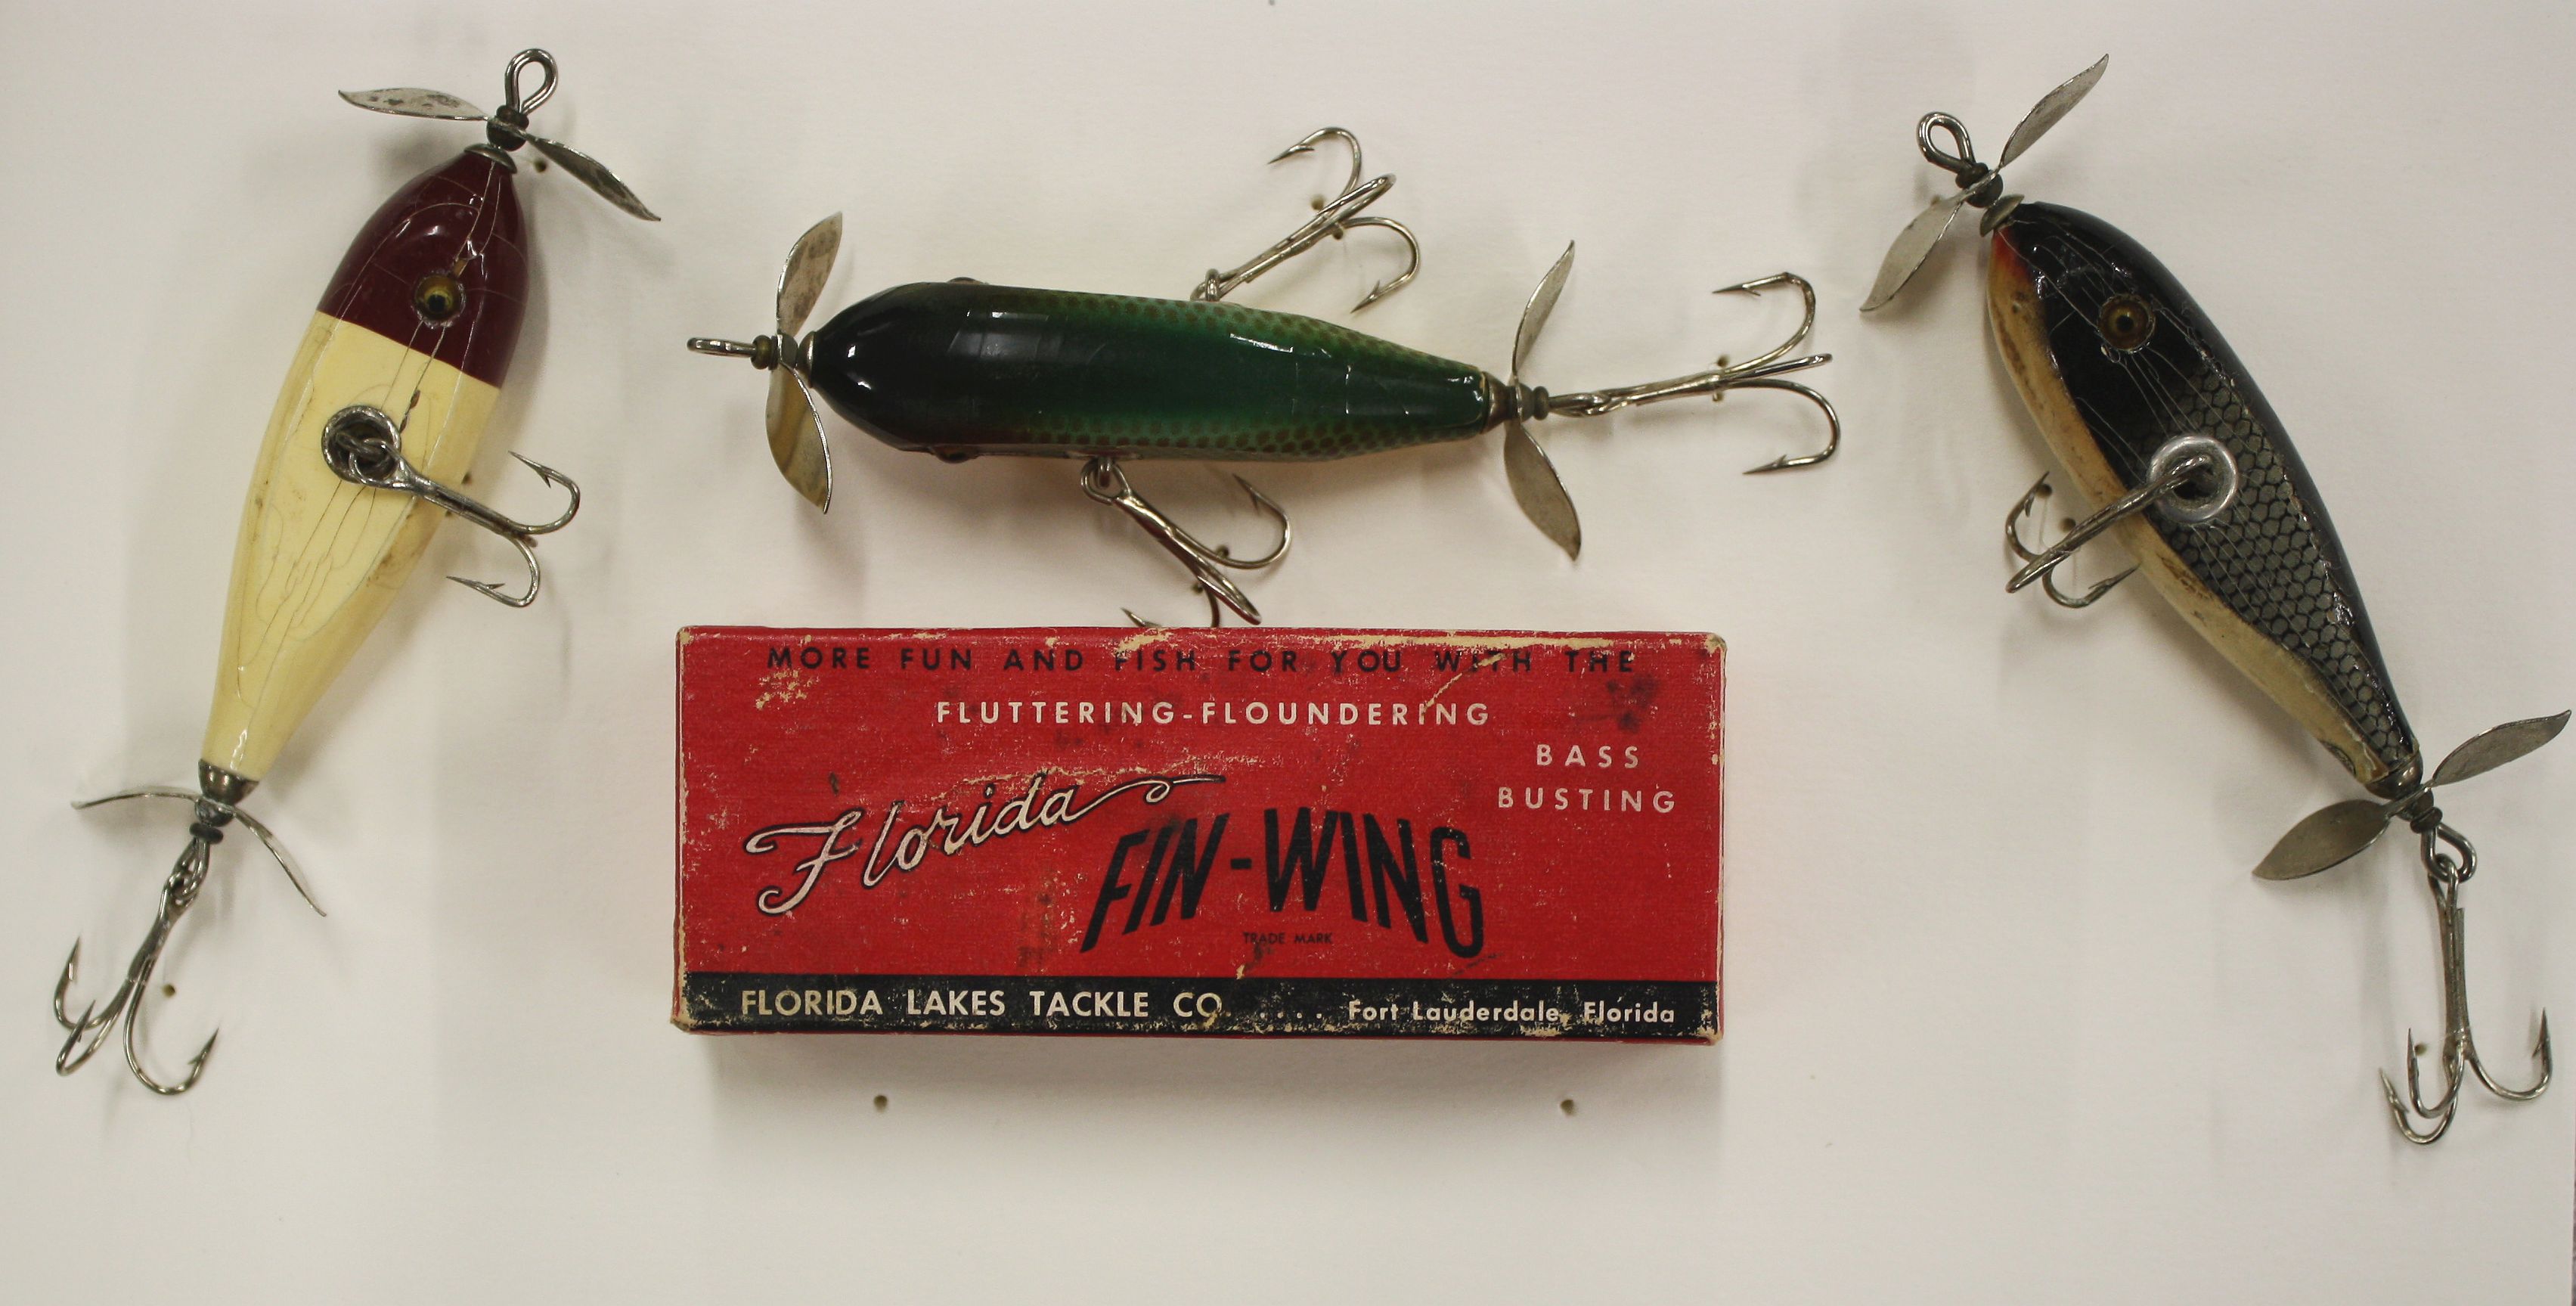 MORE FUN AND FISH FOR YOU WITH THE
FLUTTERING-FLOUNDERING
BASS
BUSTING
Florida
FIN-WING
TRADE MARK
FLORIDA LAKES TACKLE CO. .... Fort Lauderdale, Florida